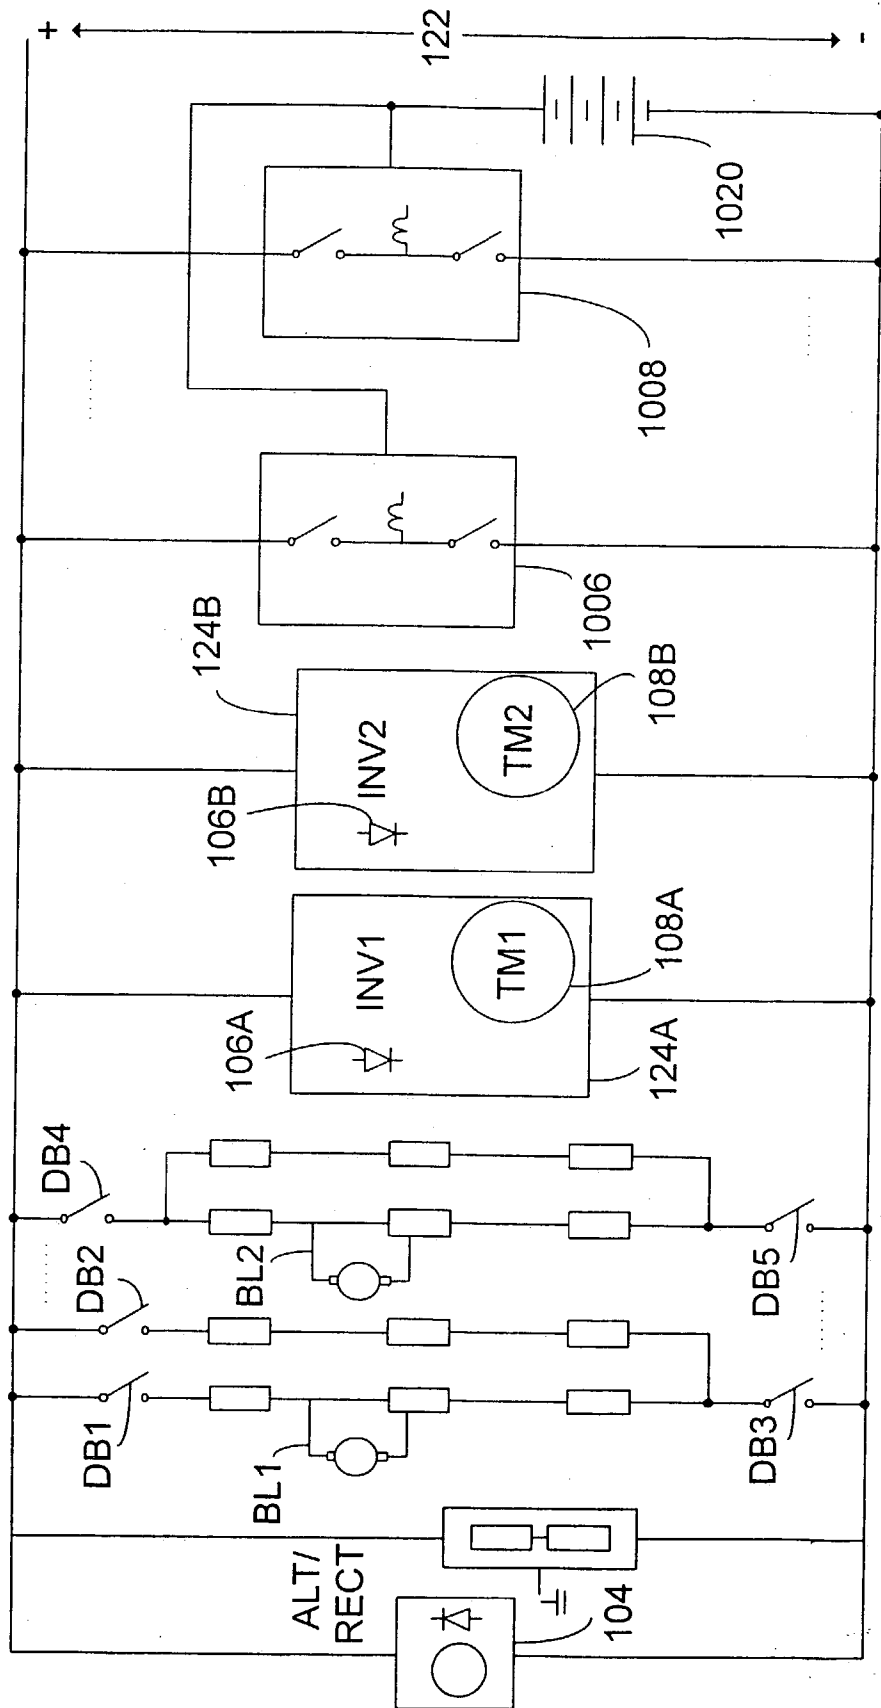 +
122
-
1020
1008
1006
124B
INV2
106B
TM2
108B
INV1
106A
TM1
108A
124A
DB4
DB2
DB1
BL2
BL1
DB5
DB3
ALT/
RECT
104